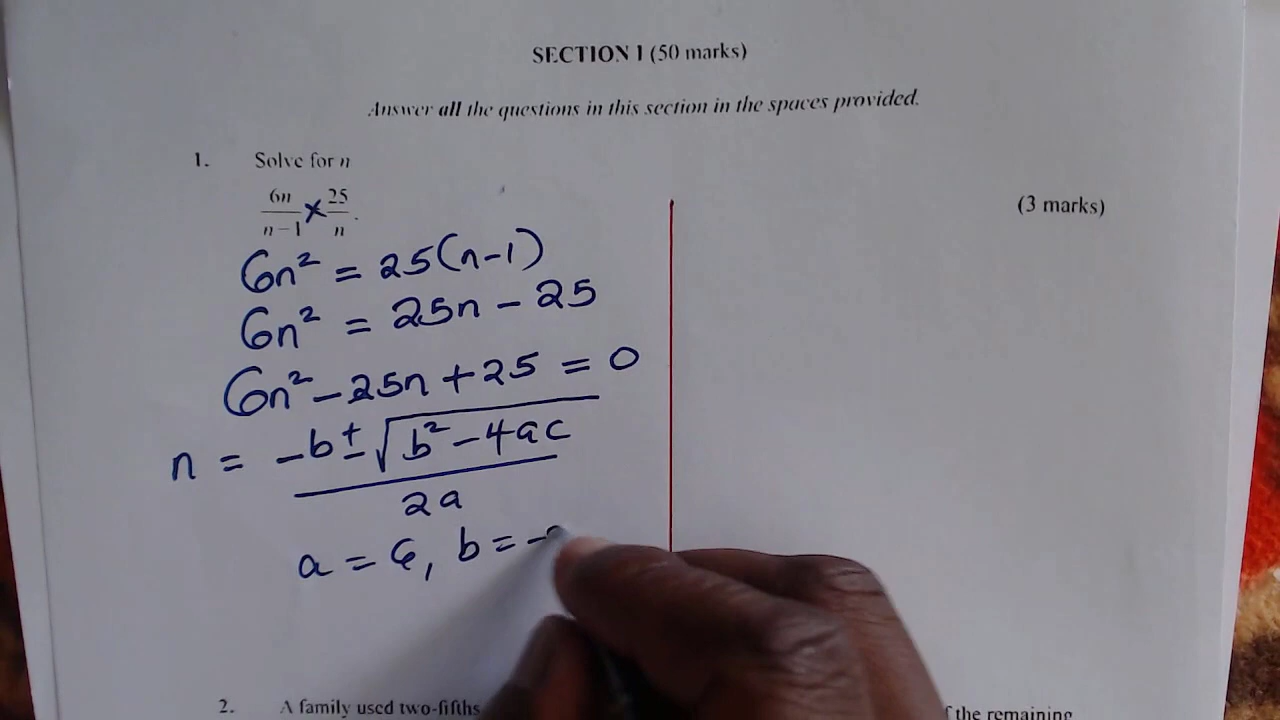 SECTION I (50 marks)
Answer all the questions in this section in the spaces provided.
1. Solve for n
6n/n-1 × 25/n. (3 marks)
6n² = 25(n-1)
6n² = 25n - 25
6n² - 25n + 25 = 0
n = -b ± √b² - 4ac / 2a
a = 6, b = -
2. A family used two-fifths
f the remaining